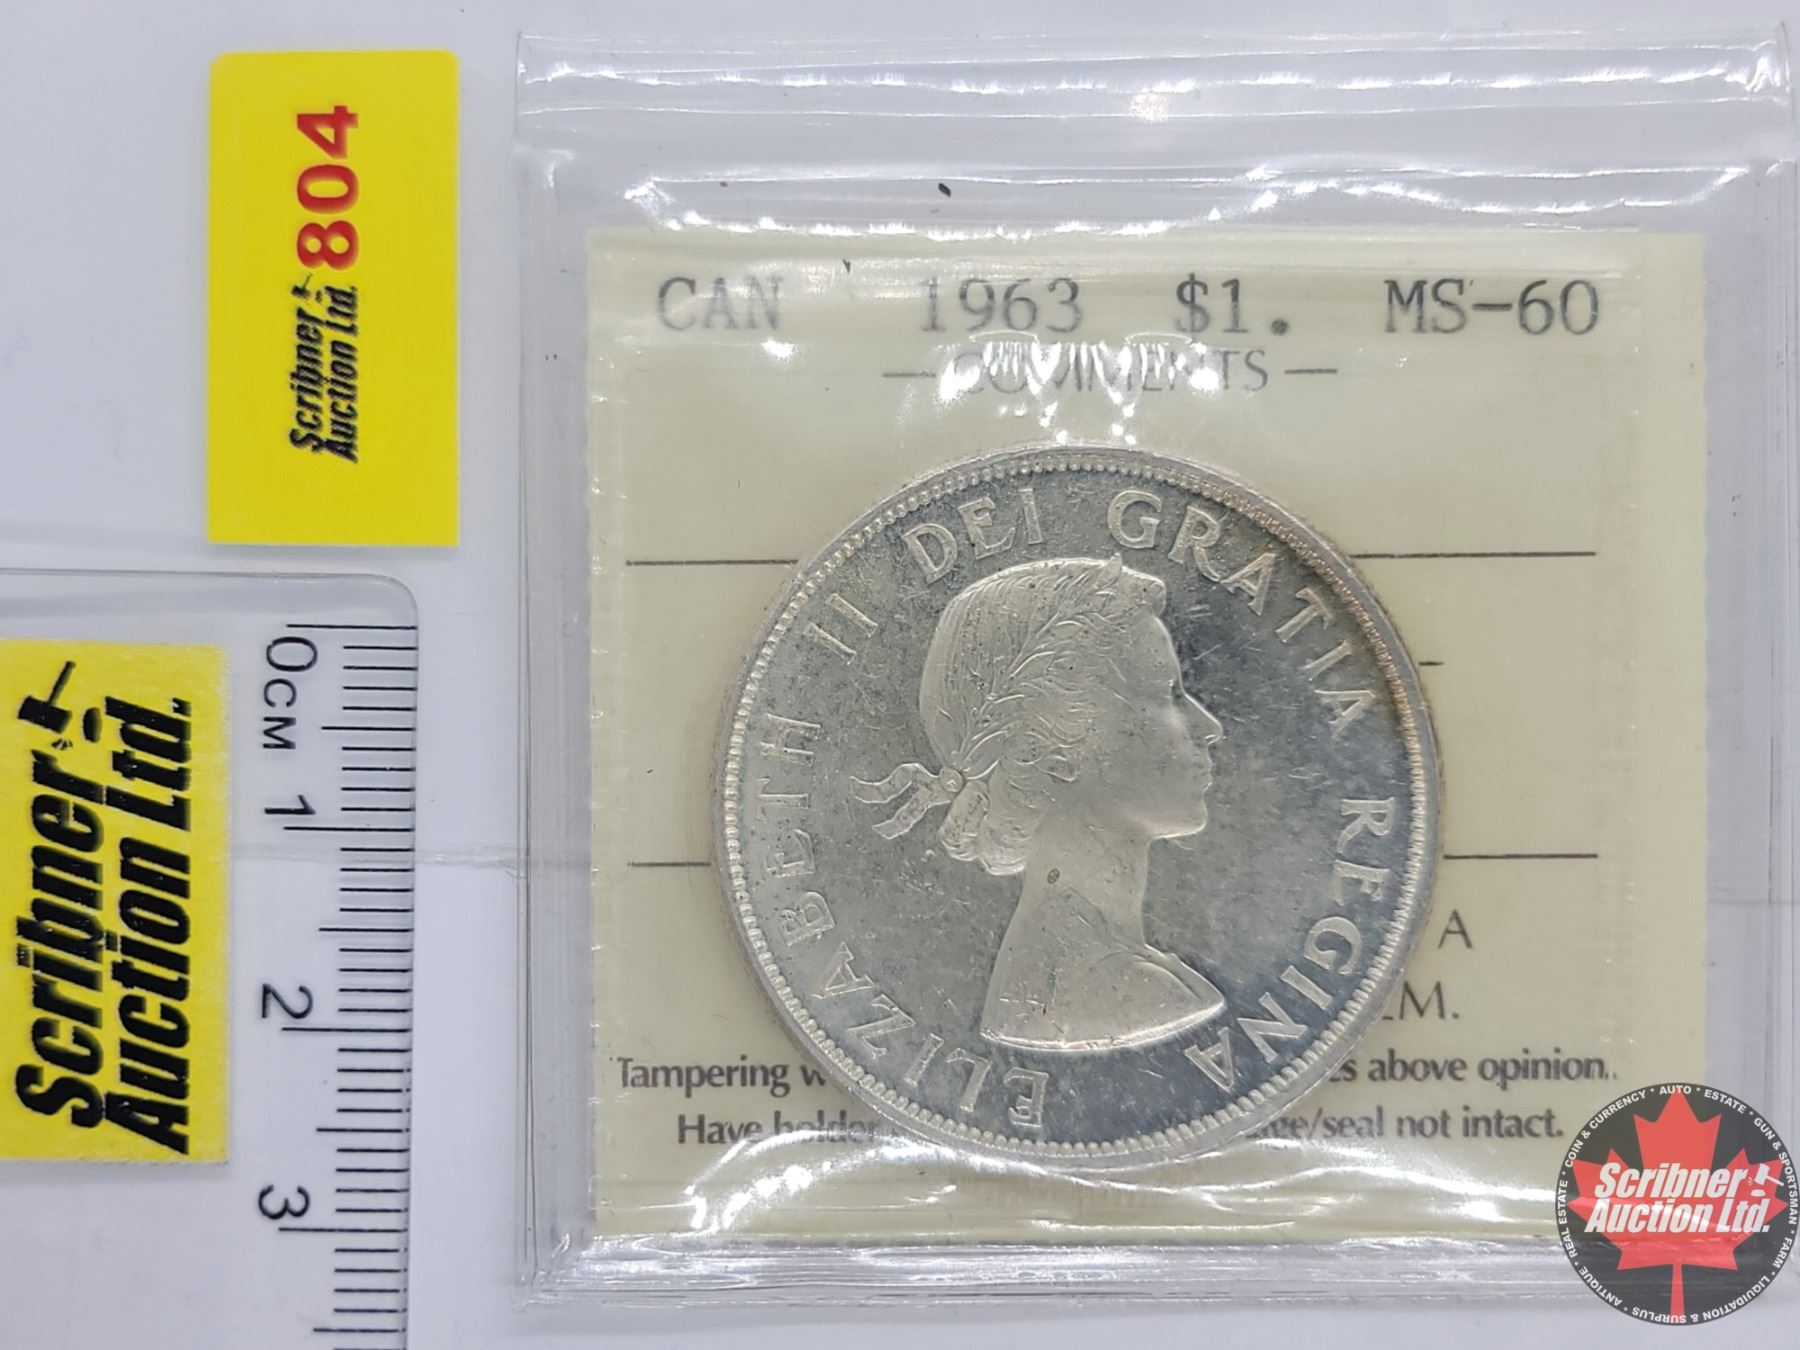 804
Scribner
Auction Ltd.
CAN 1963 $1. MS-60
— COMMENTS —
ELIZABETH II DEI GRATIA REGINA
A
M.
Tampering above opinion.
Have holder /seal not intact.
0CM 1 2 3
Scribner
Auction Ltd.
COIN & CURRENCY • AUTO • ESTATE • GUN & SPORTSMAN • FARM • LIQUIDATION & SURPLUS • ANTIQUE • REAL ESTATE •
Scribner
Auction Ltd.